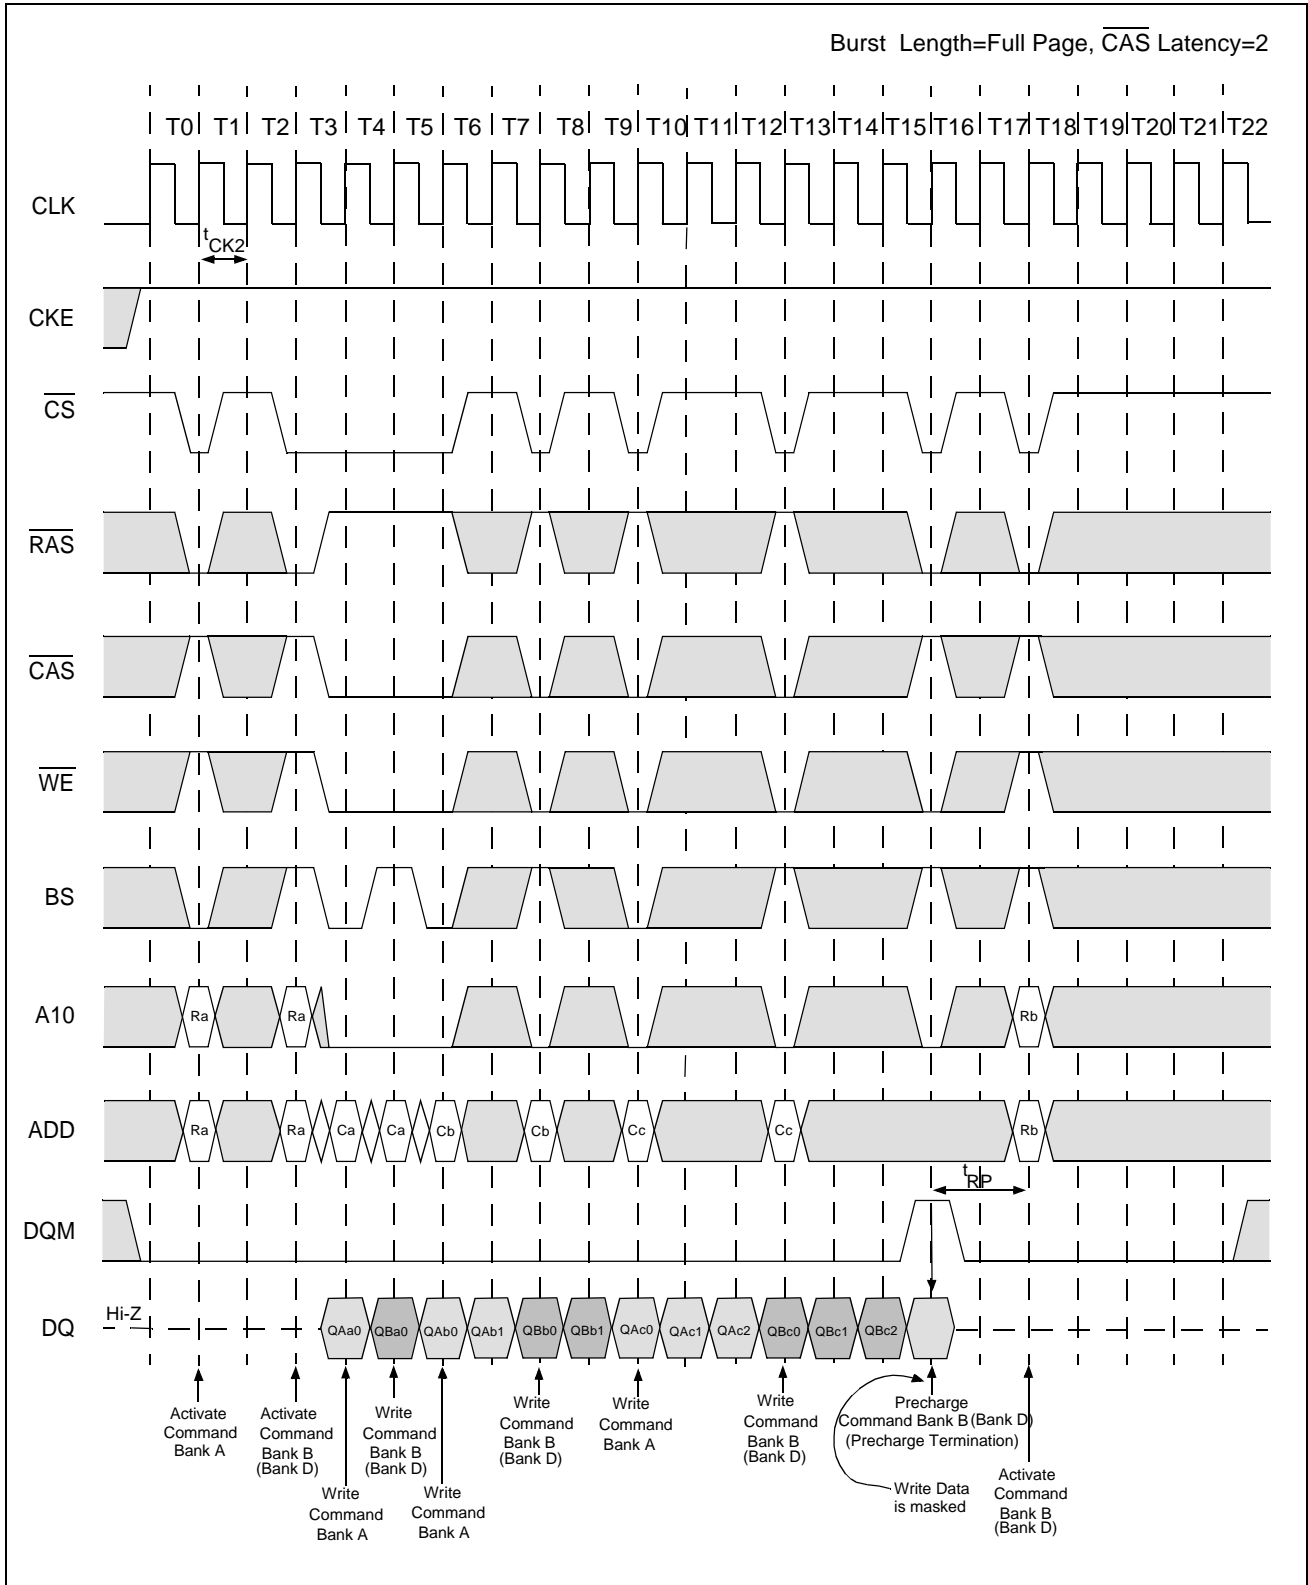 Burst Length=Full Page, CAS Latency=2
T0 T1 T2 T3 T4 T5 T6 T7 T8 T9 T10 T11 T12 T13 T14 T15 T16 T17 T18 T19 T20 T21 T22
CLK
tCK2
CKE
CS
RAS
CAS
WE
BS
A10
Ra Ra Rb
ADD
Ra Ra Ca Ca Cb Cb Cc Cc Rb
tRP
DQM
Hi-Z
DQ
QAa0 QBa0 QAb0 QAb1 QBb0 QBb1 QAc0 QAc1 QAc2 QBc0 QBc1 QBc2
Activate
Command
Bank A
Activate
Command
Bank B
(Bank D)
Write
Command
Bank A
Write
Command
Bank B
(Bank D)
Write
Command
Bank A
Write
Command
Bank B
(Bank D)
Write
Command
Bank A
Write
Command
Bank B
(Bank D)
Precharge
Command Bank B (Bank D)
(Precharge Termination)
Write Data
is masked
Activate
Command
Bank B
(Bank D)